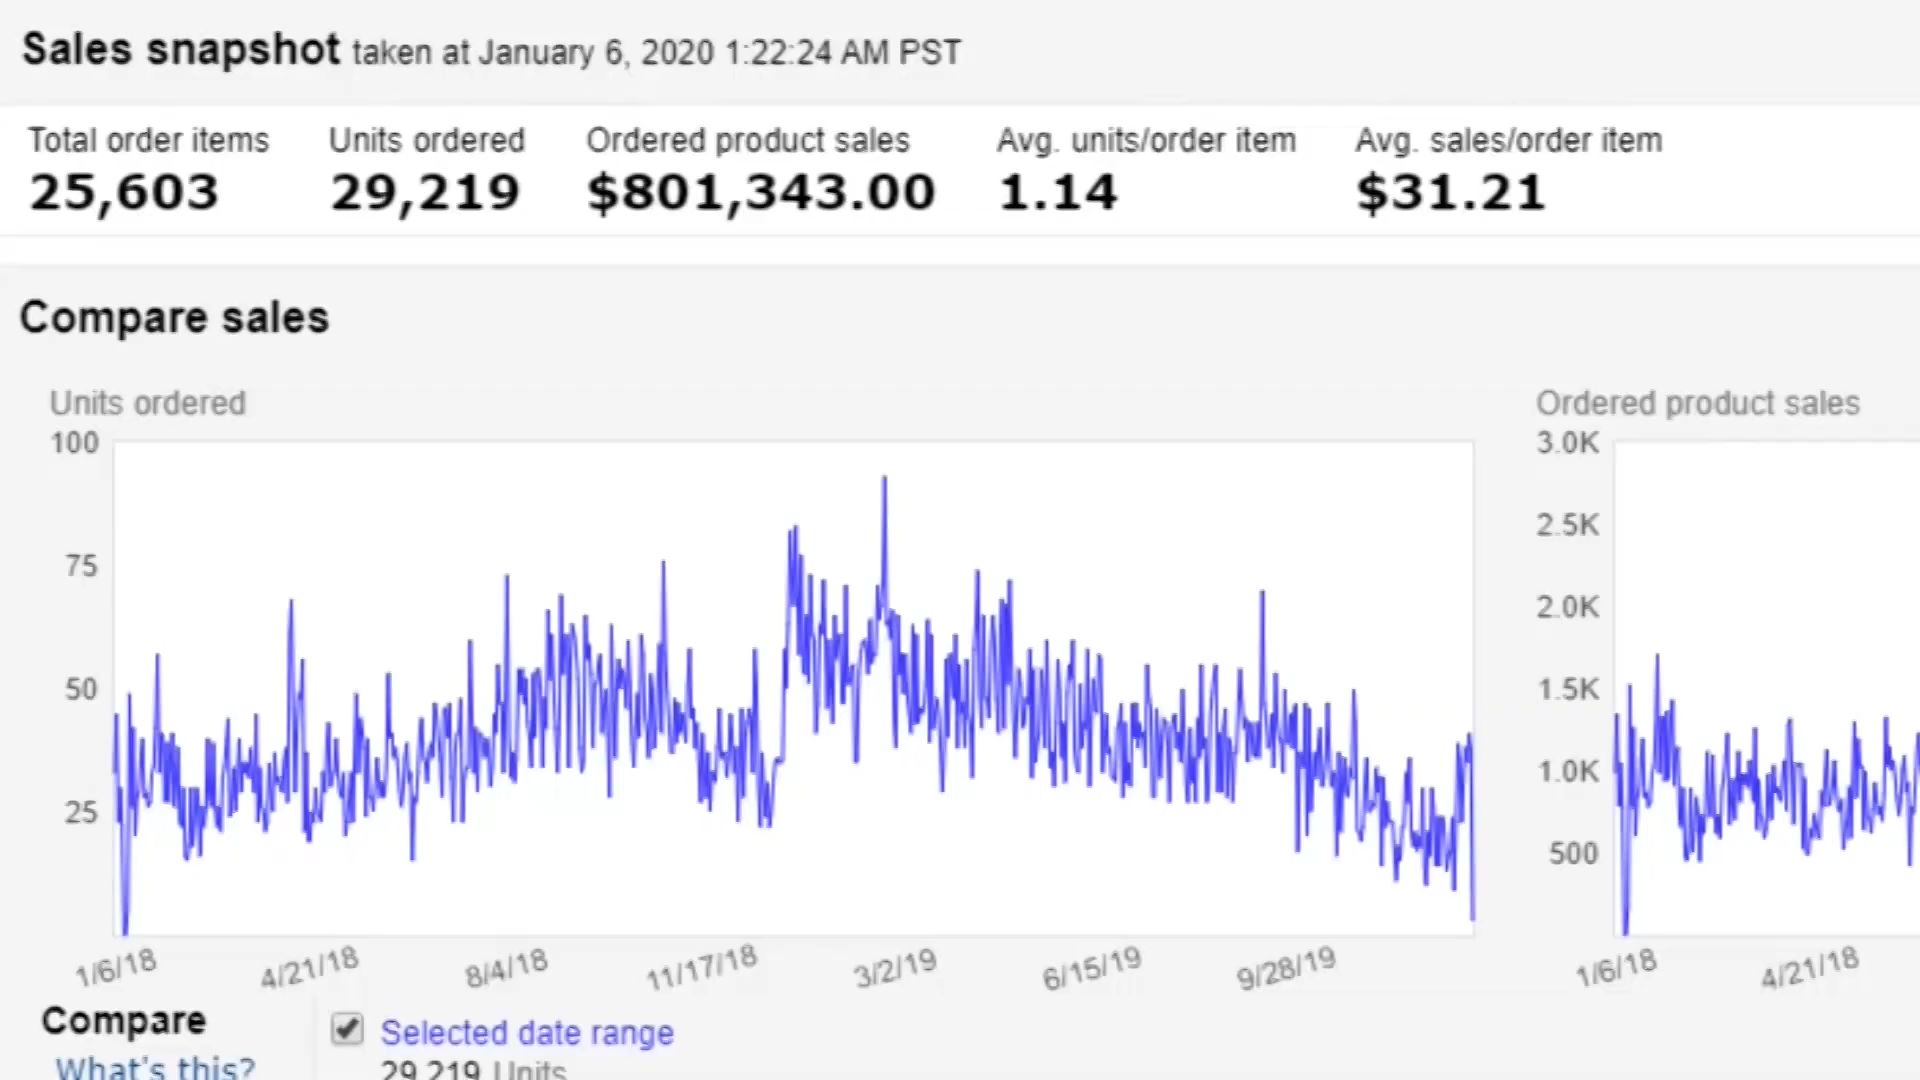 Sales snapshot taken at January 6, 2020 1:22:24 AM PST
Total order items Units ordered Ordered product sales Avg. units/order item Avg. sales/order item
25,603 29,219 $801,343.00 1.14 $31.21
Compare sales
Units ordered
100
75
50
25
1/6/18 4/21/18 8/4/18 11/17/18 3/2/19 6/15/19 9/28/19
Ordered product sales
3.0K
2.5K
2.0K
1.5K
1.0K
500
1/6/18 4/21/18
Compare
What's this?
Selected date range
29,219 Units